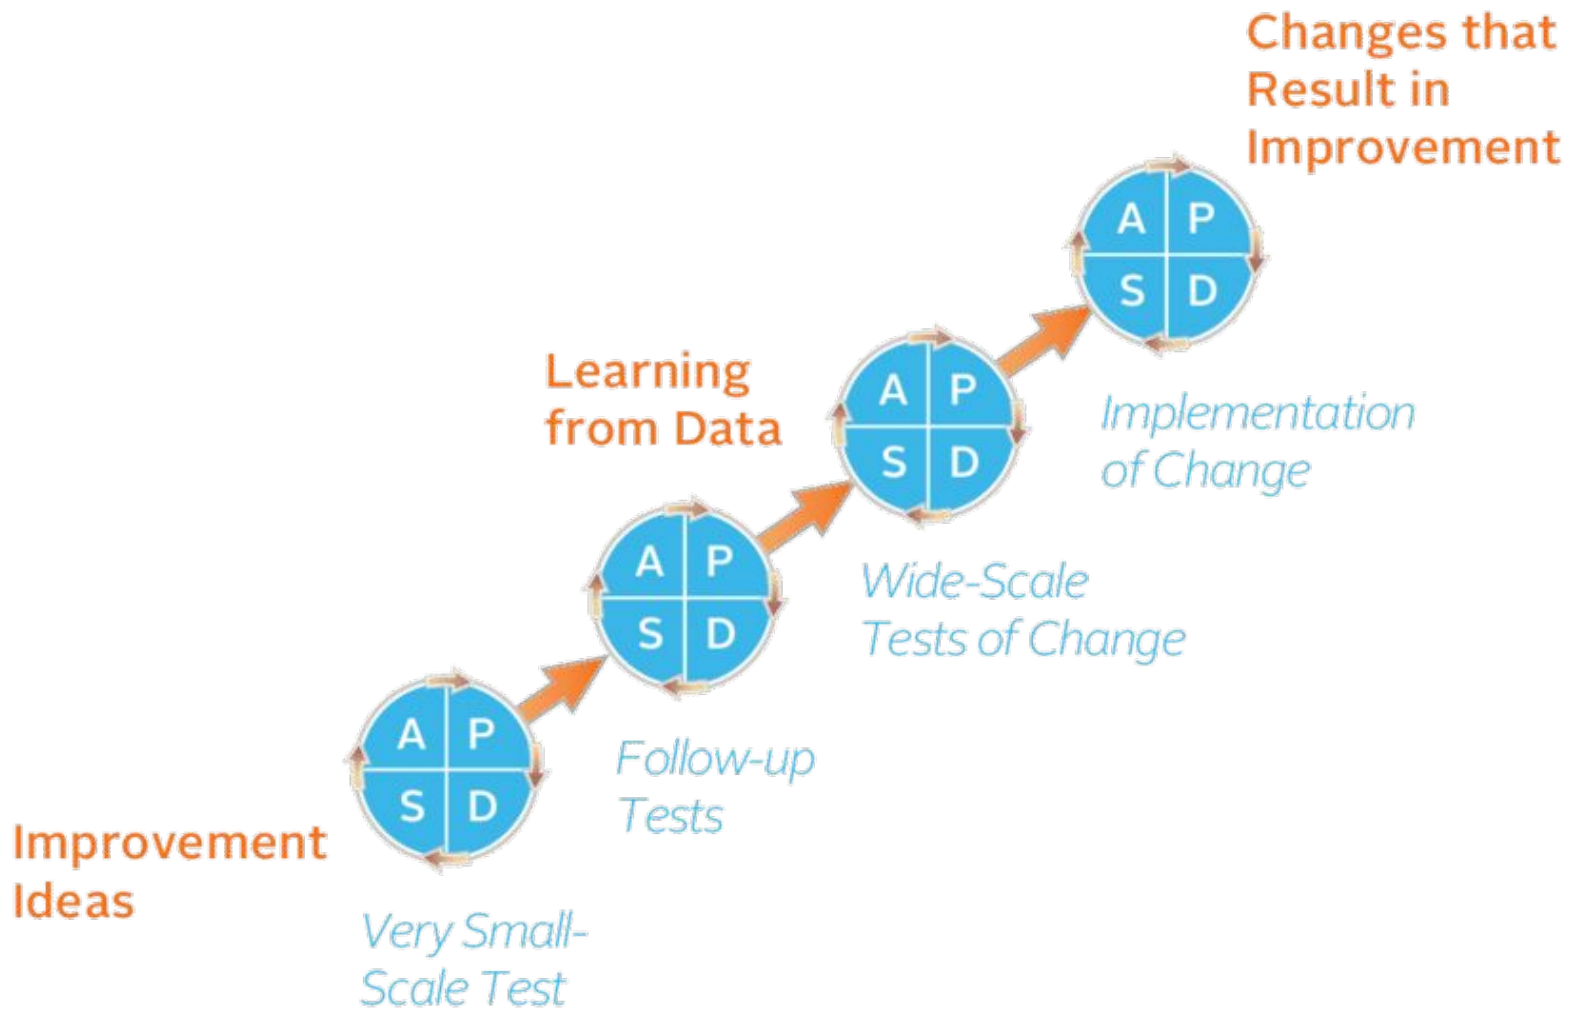 Changes that
Result in
Improvement
A P
S D
Implementation
of Change
Learning
from Data
A P
S D
Wide-Scale
Tests of Change
A P
S D
Follow-up
Tests
A P
S D
Improvement
Ideas
Very Small-
Scale Test